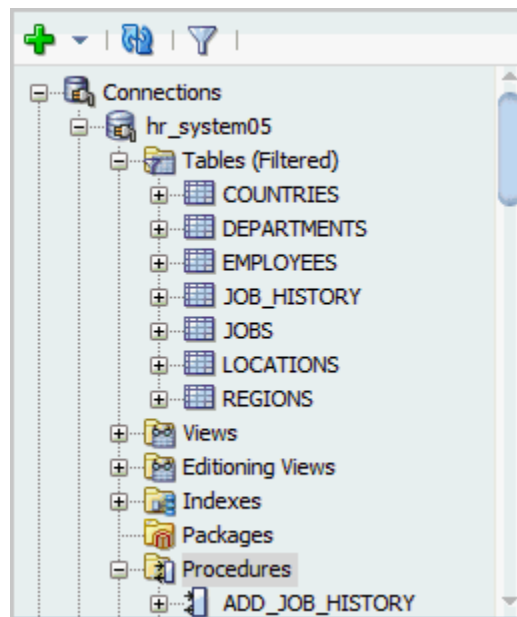 Connections
hr_system05
Tables (Filtered)
COUNTRIES
DEPARTMENTS
EMPLOYEES
JOB_HISTORY
JOBS
LOCATIONS
REGIONS
Views
Editioning Views
Indexes
Packages
Procedures
ADD_JOB_HISTORY